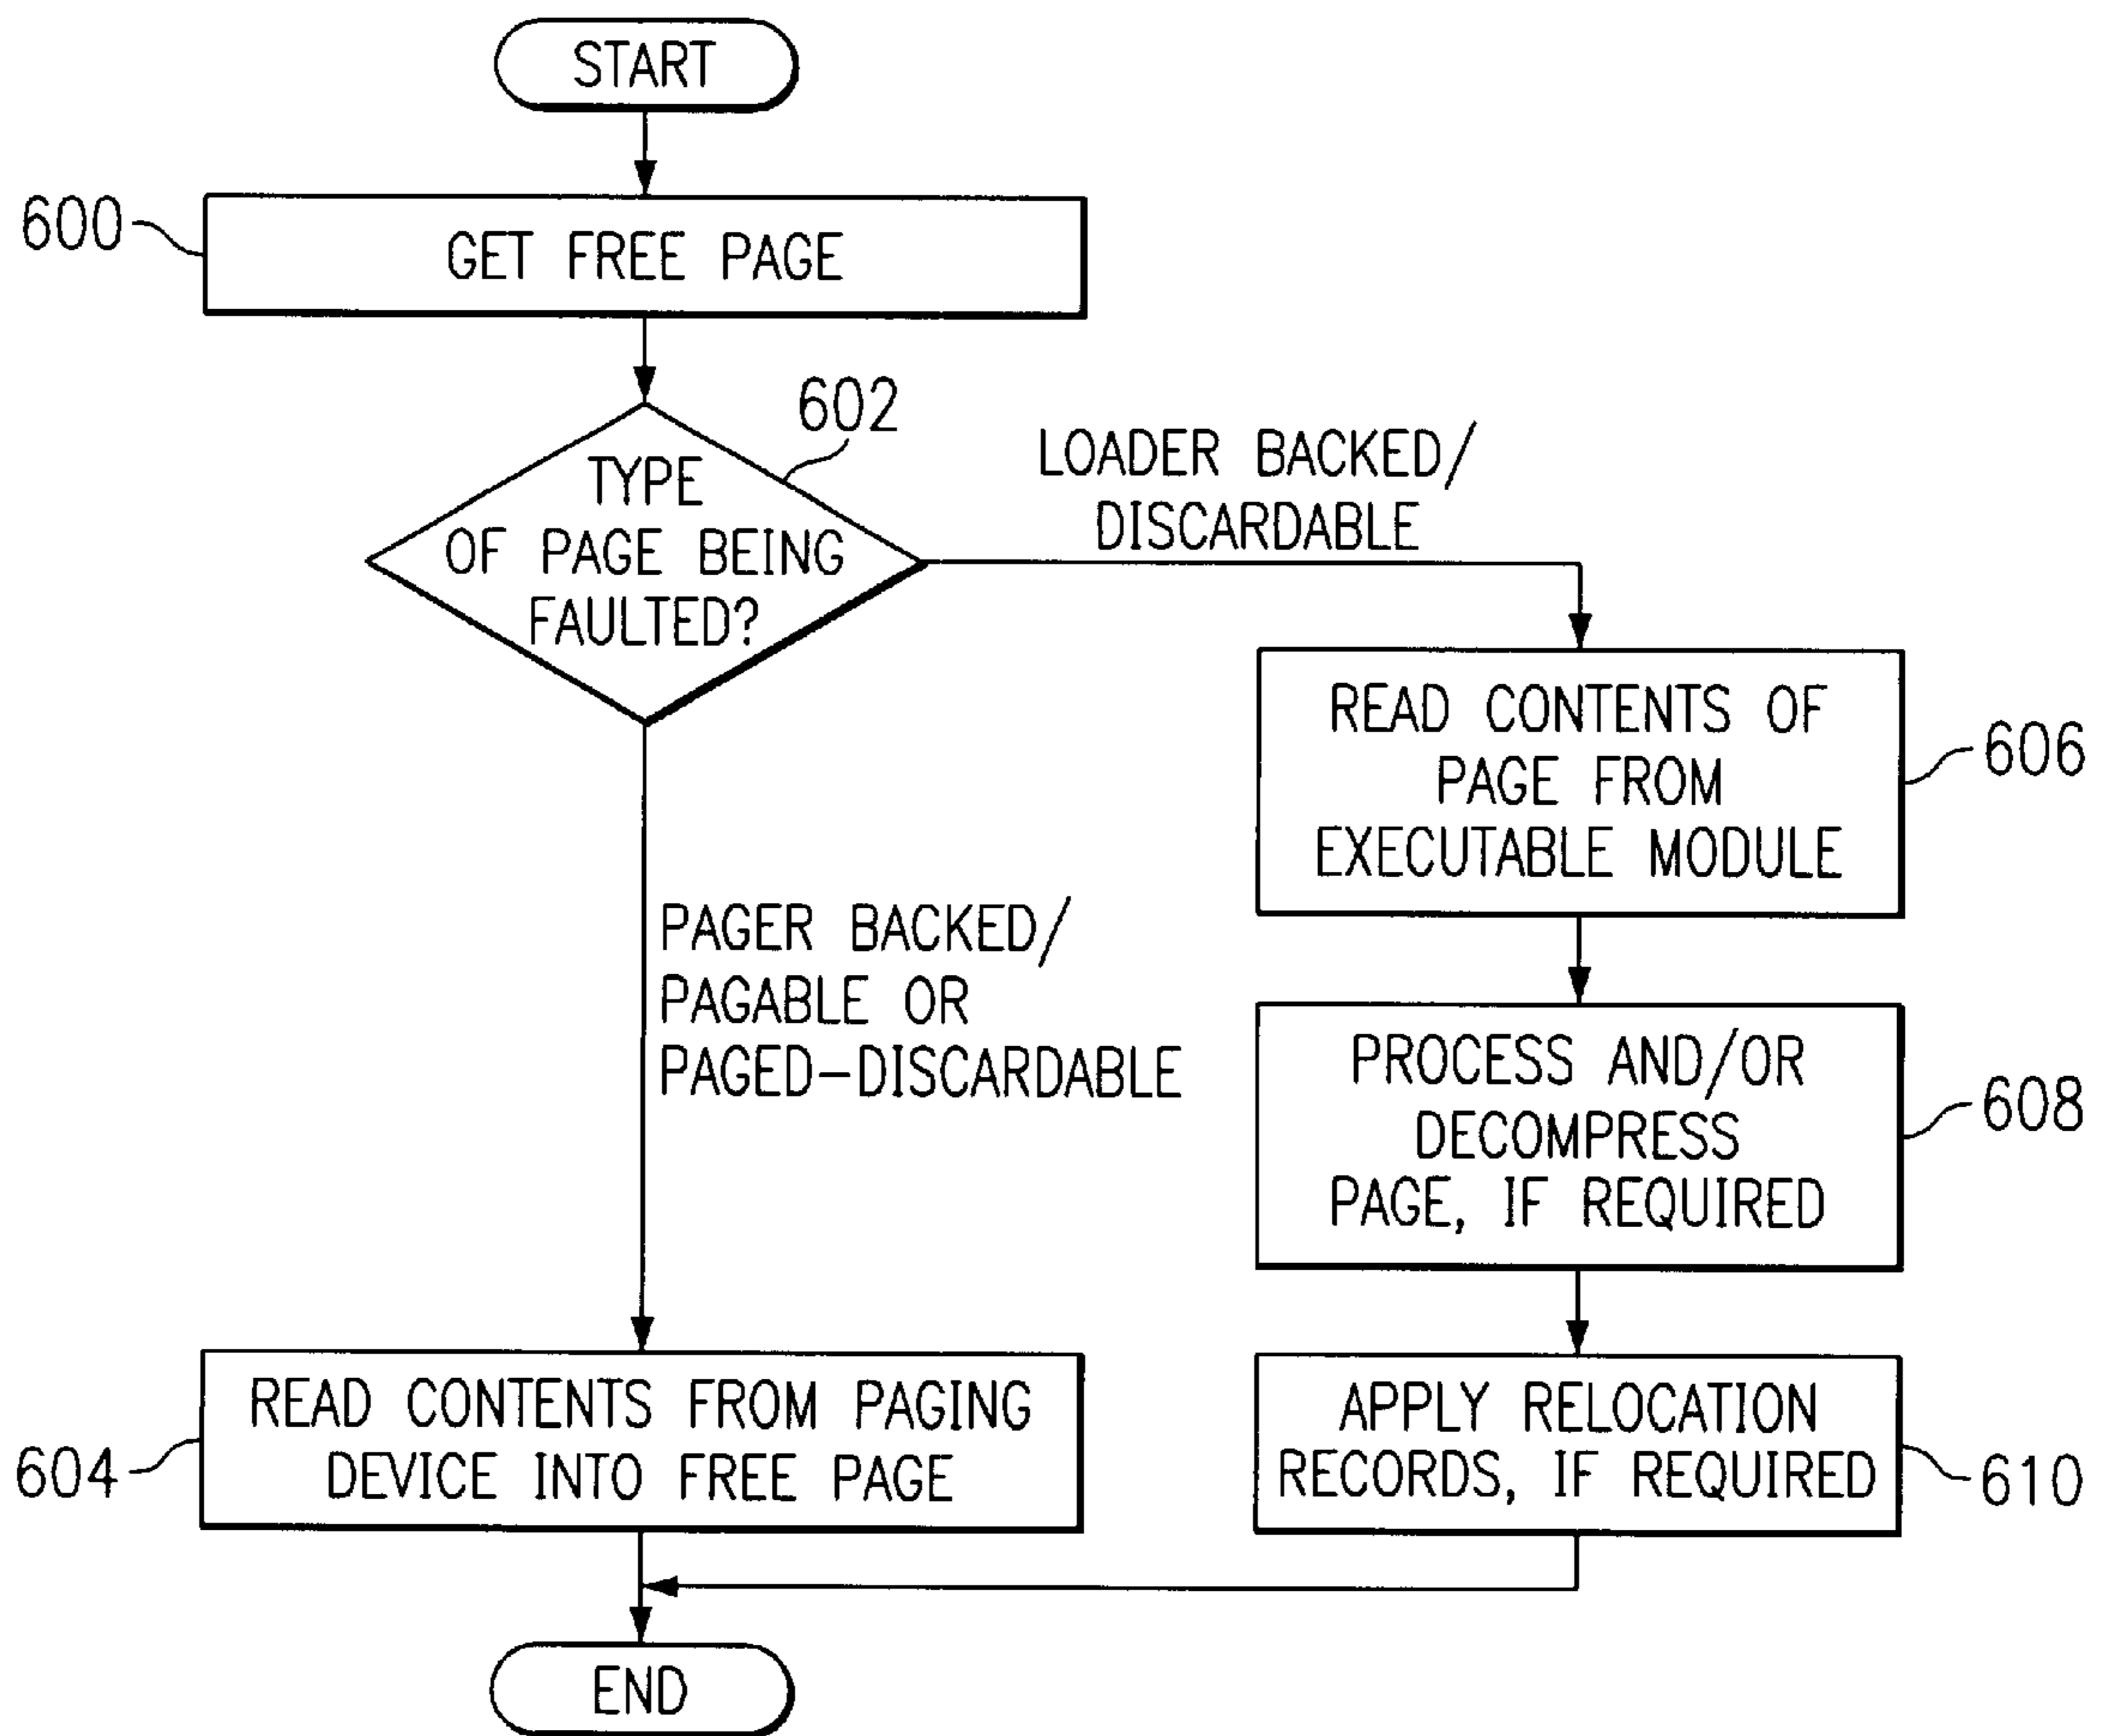 START
600
GET FREE PAGE
602
TYPE
OF PAGE BEING
FAULTED?
LOADER BACKED/
DISCARDABLE
READ CONTENTS OF
PAGE FROM
EXECUTABLE MODULE
606
PAGER BACKED/
PAGABLE OR
PAGED-DISCARDABLE
PROCESS AND/OR
DECOMPRESS
PAGE, IF REQUIRED
608
READ CONTENTS FROM PAGING
DEVICE INTO FREE PAGE
604
APPLY RELOCATION
RECORDS, IF REQUIRED
610
END